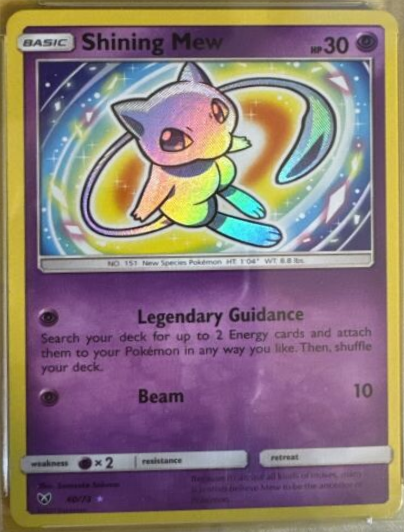 BASIC Shining Mew HP 30
NO. 151 New Species Pokémon HT 1'04" WT 8.8 lbs.
Legendary Guidance
Search your deck for up to 2 Energy cards and attach
them to your Pokémon in any way you like. Then, shuffle
your deck.
Beam 10
weakness ×2 resistance retreat
40/73